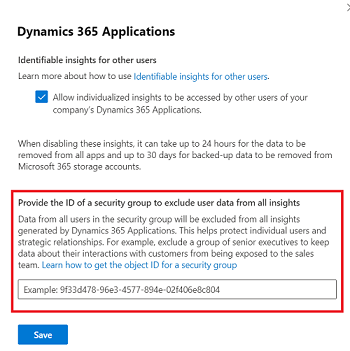 Dynamics 365 Applications
Identifiable insights for other users
Learn more about how to use Identifiable insights for other users.
Allow individualized insights to be accessed by other users of your
company's Dynamics 365 Applications.
When disabling these insights, it can take up to 24 hours for the data to be
removed from all apps and up to 30 days for backed-up data to be removed from
Microsoft 365 storage accounts.
Provide the ID of a security group to exclude user data from all insights
Data from all users in the security group will be excluded from all insights
generated by Dynamics 365 Applications. This helps protect individual users and
strategic relationships. For example, exclude a group of senior executives to keep
data about their interactions with customers from being exposed to the sales
team. Learn how to get the object ID for a security group
Example: 9f33d478-96e3-4577-894e-02f406e8c804
Save